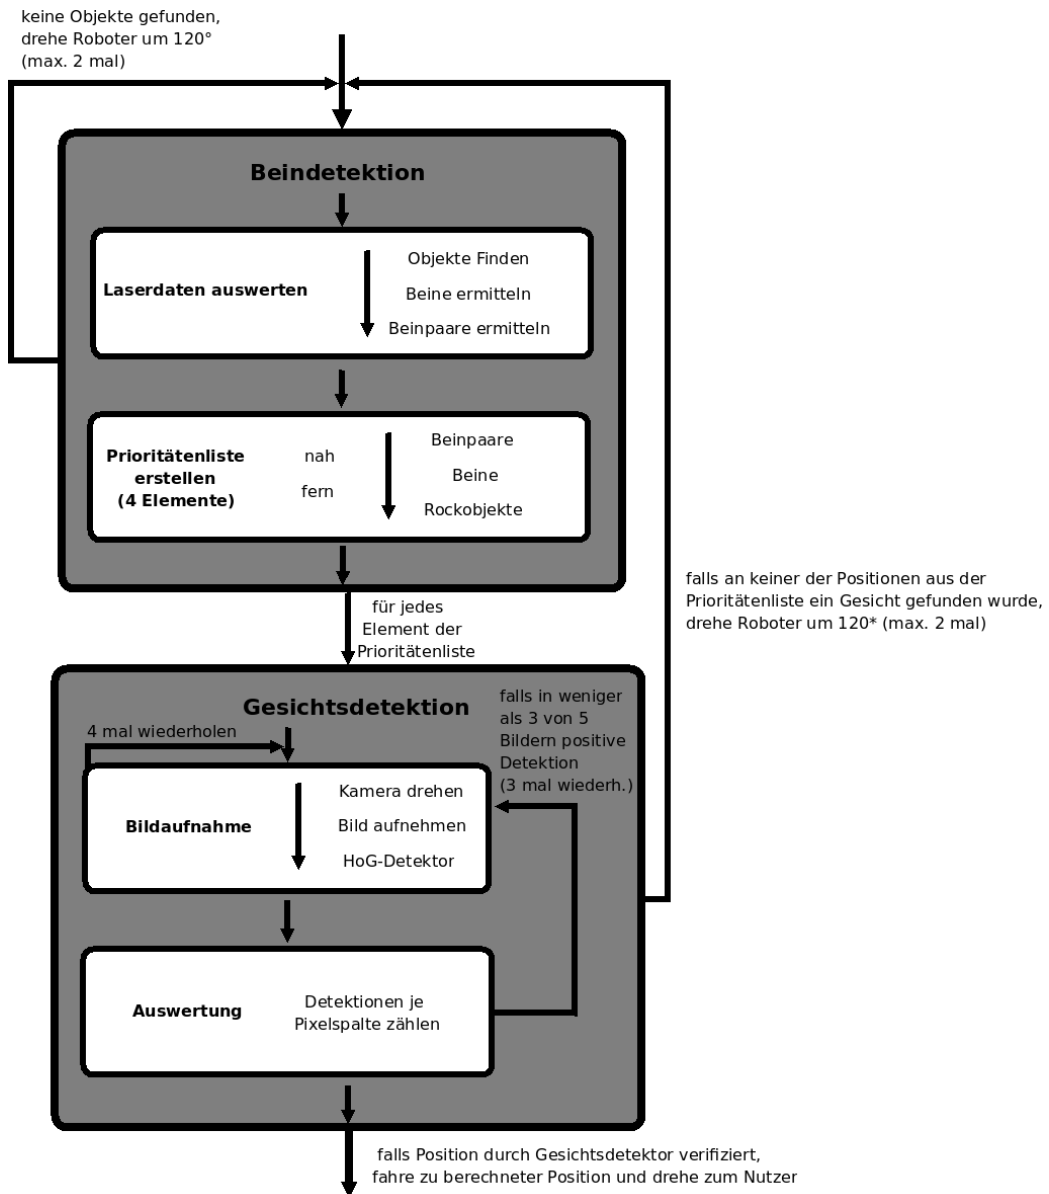 keine Objekte gefunden,
drehe Roboter um 120°
(max. 2 mal)
Beindetektion
Laserdaten auswerten
Objekte Finden
Beine ermitteln
Beinpaare ermitteln
Prioritätenliste
erstellen
(4 Elemente)
nah
fern
Beinpaare
Beine
Rockobjekte
falls an keiner der Positionen aus der
Prioritätenliste ein Gesicht gefunden wurde,
drehe Roboter um 120* (max. 2 mal)
für jedes
Element der
Prioritätenliste
Gesichtsdetektion
falls in weniger
als 3 von 5
Bildern positive
Detektion
(3 mal wiederh.)
4 mal wiederholen
Bildaufnahme
Kamera drehen
Bild aufnehmen
HoG-Detektor
Auswertung
Detektionen je
Pixelspalte zählen
falls Position durch Gesichtsdetektor verifiziert,
fahre zu berechneter Position und drehe zum Nutzer